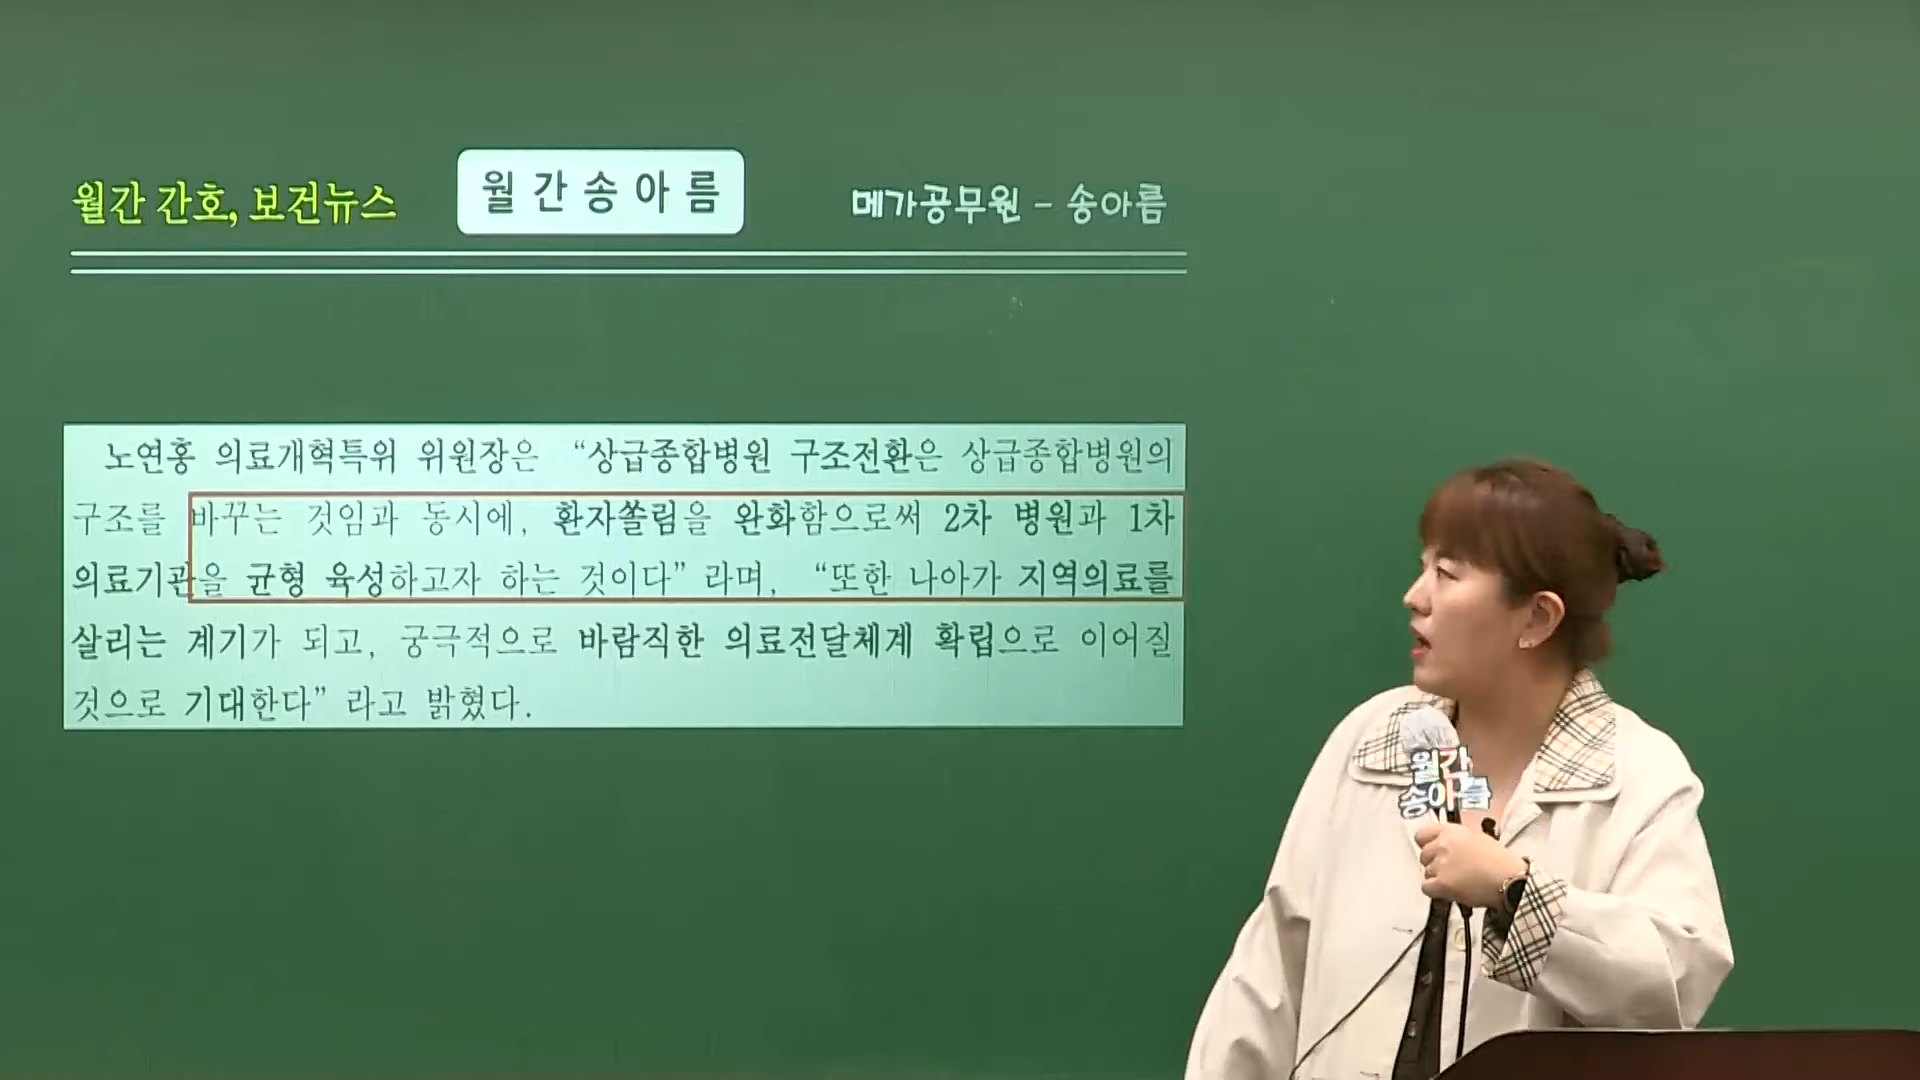 월간 간호, 보건뉴스
월 간 송 아 름
메가공무원 - 송아름
노연홍 의료개혁특위 위원장은 “상급종합병원 구조전환은 상급종합병원의
구조를 바꾸는 것임과 동시에, 환자쏠림을 완화함으로써 2차 병원과 1차
의료기관을 균형 육성하고자 하는 것이다” 라며, “또한 나아가 지역의료를
살리는 계기가 되고, 궁극적으로 바람직한 의료전달체계 확립으로 이어질
것으로 기대한다” 라고 밝혔다.
월간
송아름